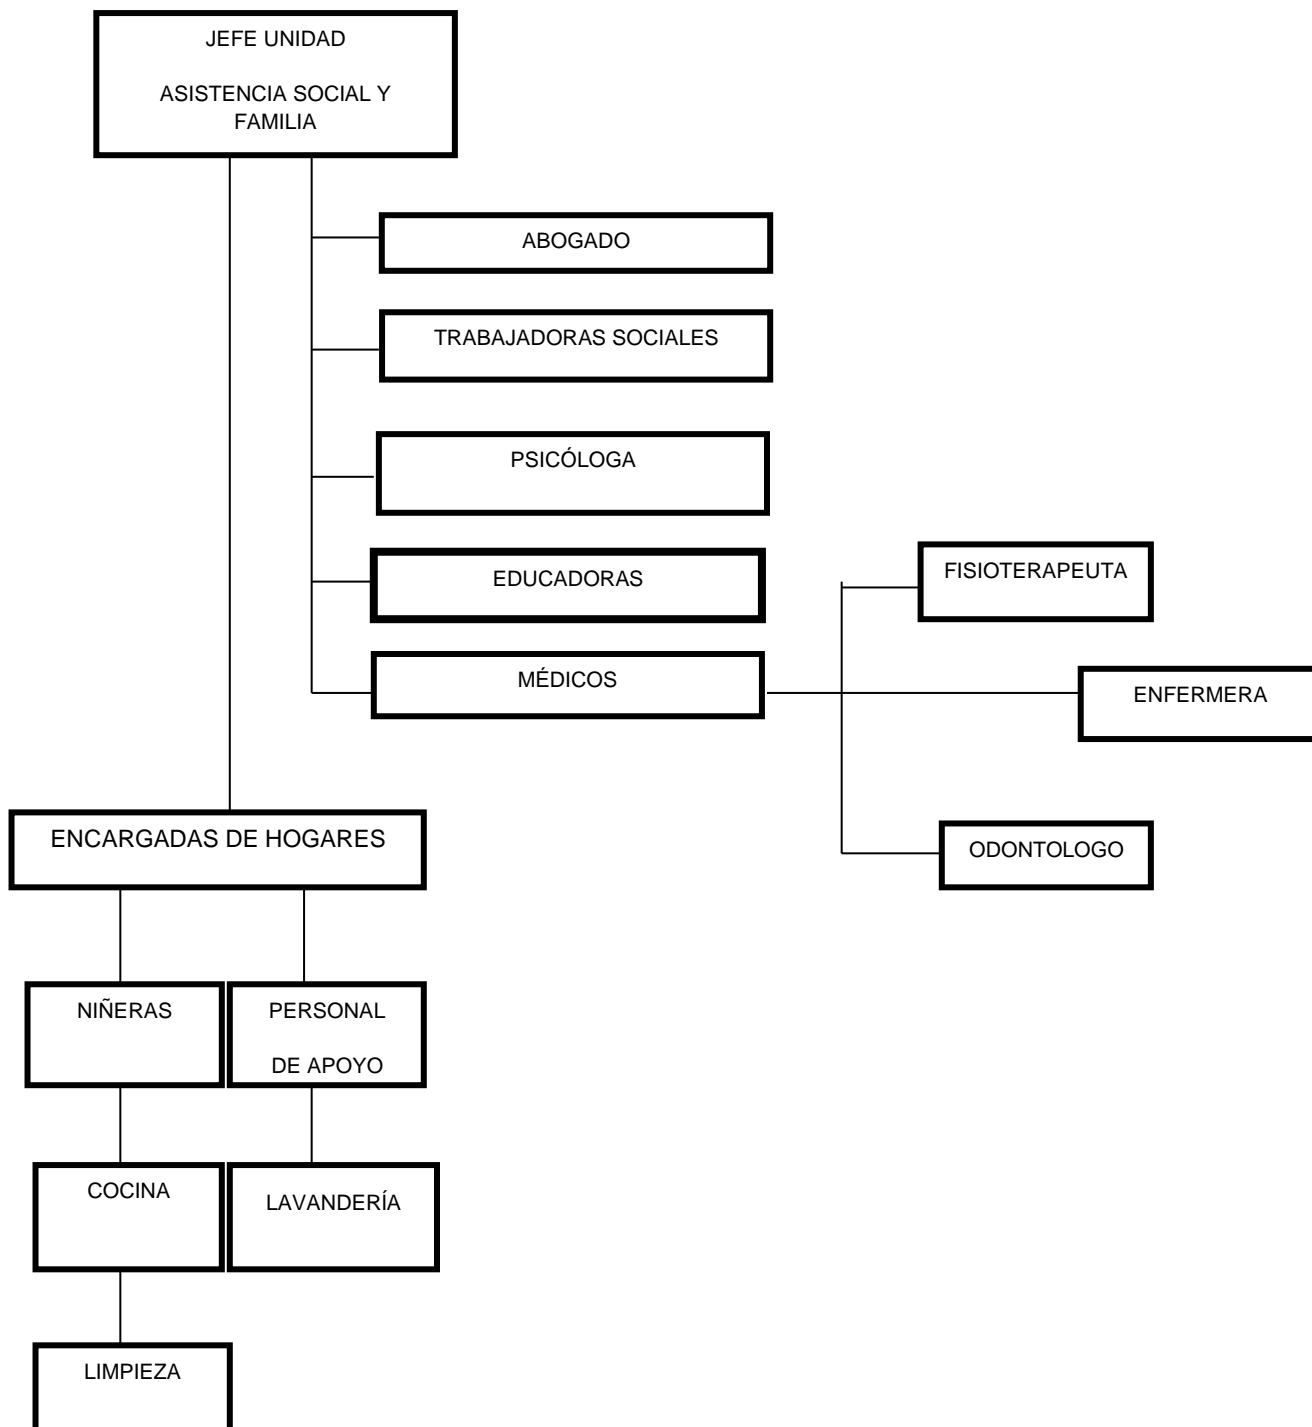 JEFE UNIDAD
ASISTENCIA SOCIAL Y
FAMILIA
ABOGADO
TRABAJADORAS SOCIALES
PSICÓLOGA
EDUCADORAS
FISIOTERAPEUTA
MÉDICOS
ENFERMERA
ENCARGADAS DE HOGARES
ODONTOLOGO
NIÑERAS
PERSONAL
DE APOYO
COCINA
LAVANDERÍA
LIMPIEZA